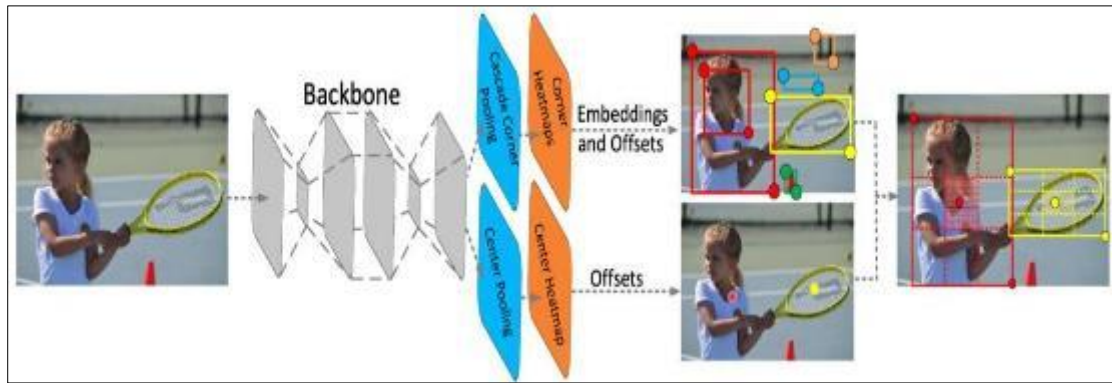 Backbone
Cascade Corner
Pooling
Corner
Heatmaps
Embeddings
and Offsets
Center Pooling
Center Heatmap
Offsets